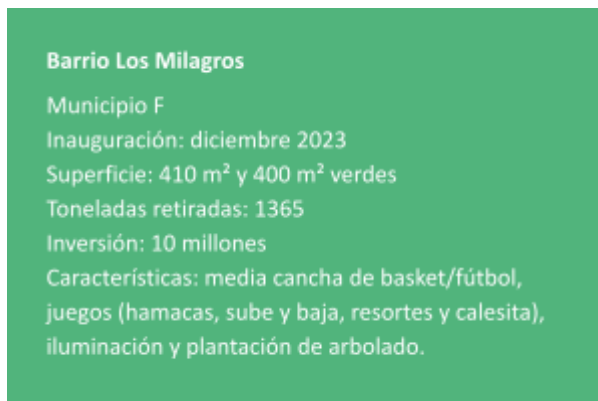 Barrio Los Milagros
Municipio F
Inauguración: diciembre 2023
Superficie: 410 m² y 400 m² verdes
Toneladas retiradas: 1365
Inversión: 10 millones
Características: media cancha de basket/fútbol,
juegos (hamacas, sube y baja, resortes y calesita),
iluminación y plantación de arbolado.